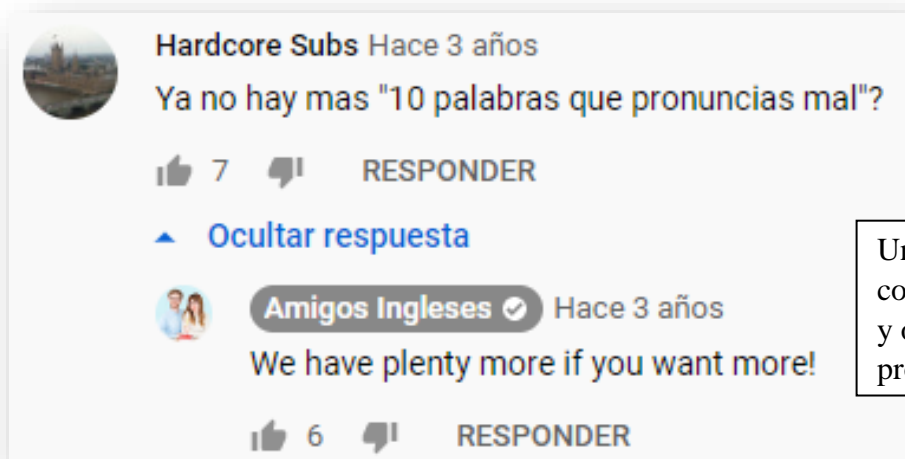 Hardcore Subs Hace 3 años
Ya no hay mas "10 palabras que pronuncias mal"?
7 RESPONDER
Ocultar respuesta
Amigos Ingleses Hace 3 años
We have plenty more if you want more!
6 RESPONDER
y